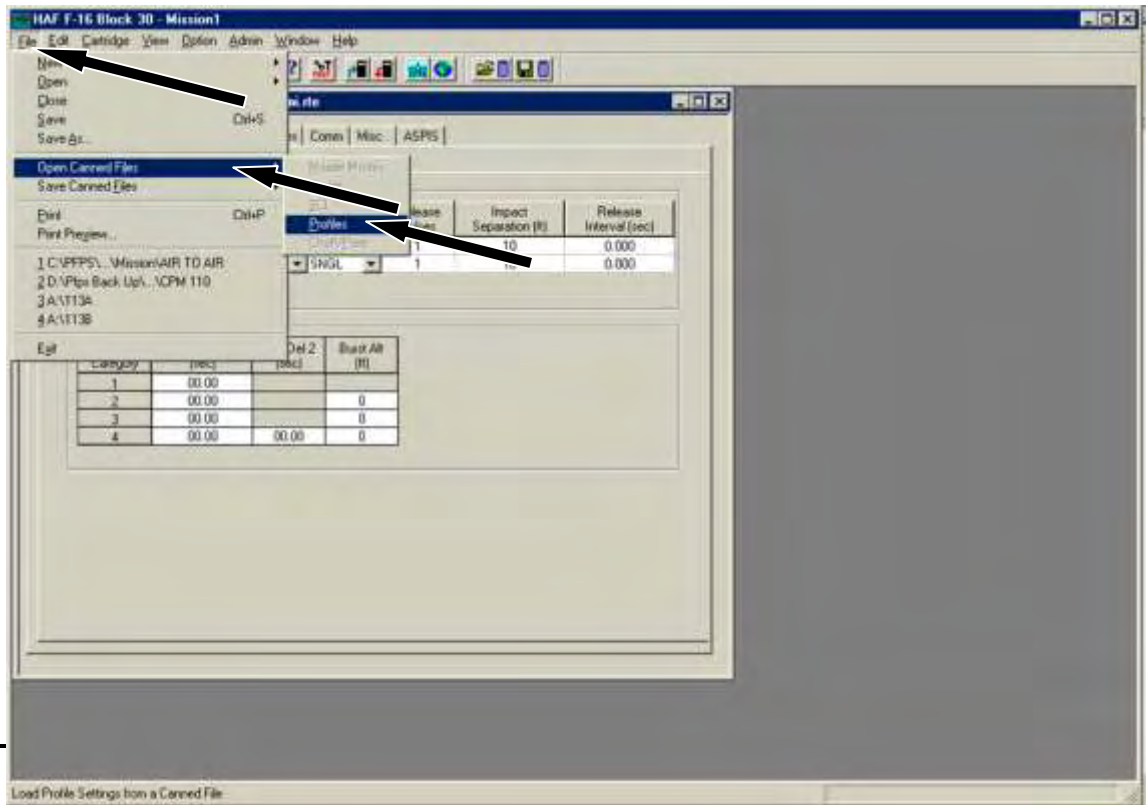 HAF F-16 Block 30 - Mission1
File Edit Cartridge View Option Admin Window Help
New
Open
Close
Save Ctrl+S
Save As...
Open Canned Files
Save Canned Files
Print Ctrl+P
Print Preview...
1 C:\PFPS\...\Mission\AIR TO AIR
2 D:\Pfps Back Up\...\CPM 110
3 A:\113A
4 A:\113B
Exit
Profiles
Comm Misc ASPIS
Impact Separation (ft)
Release Interval (sec)
1 10 0.000
SNGL 1 10 0.000
Category (sec) Del 2 (sec) Burst Alt (ft)
1 00.00
2 00.00 0
3 00.00 0
4 00.00 00.00 0
Load Profile Settings from a Canned File